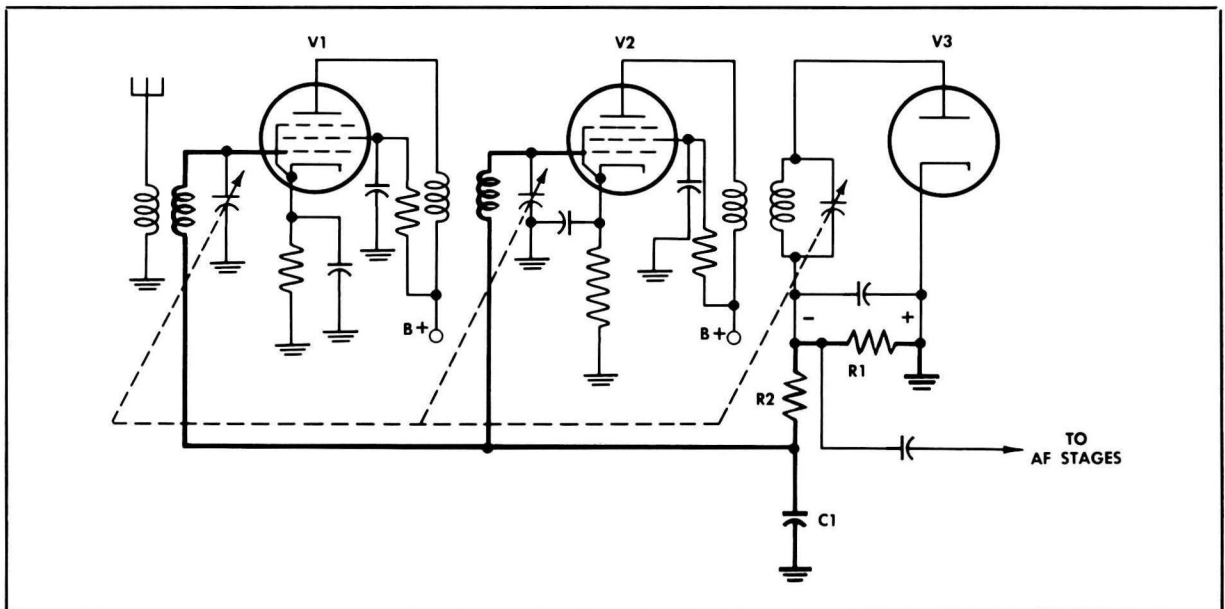 V1
V2
V3
B+
B+
- +
R1
R2
TO
AF STAGES
C1